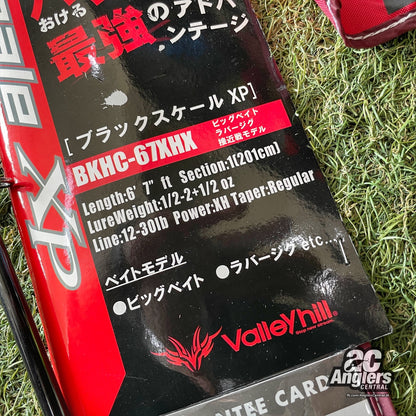 おける
最強のアドバ
ンテージ
XP
[ブラックスケール XP]
BKHC-67XHX
ビッグベイト
ラバージグ
接近戦モデル
Length:6' 7" ft Section:1(201cm)
LureWeight:1/2-2+1/2 oz
Line:12-30lb Power:XH Taper:Regular
ベイトモデル
●ビッグベイト ●ラバージグ etc...
Valleyhill
CARD
ac
Anglers
CENTRAL